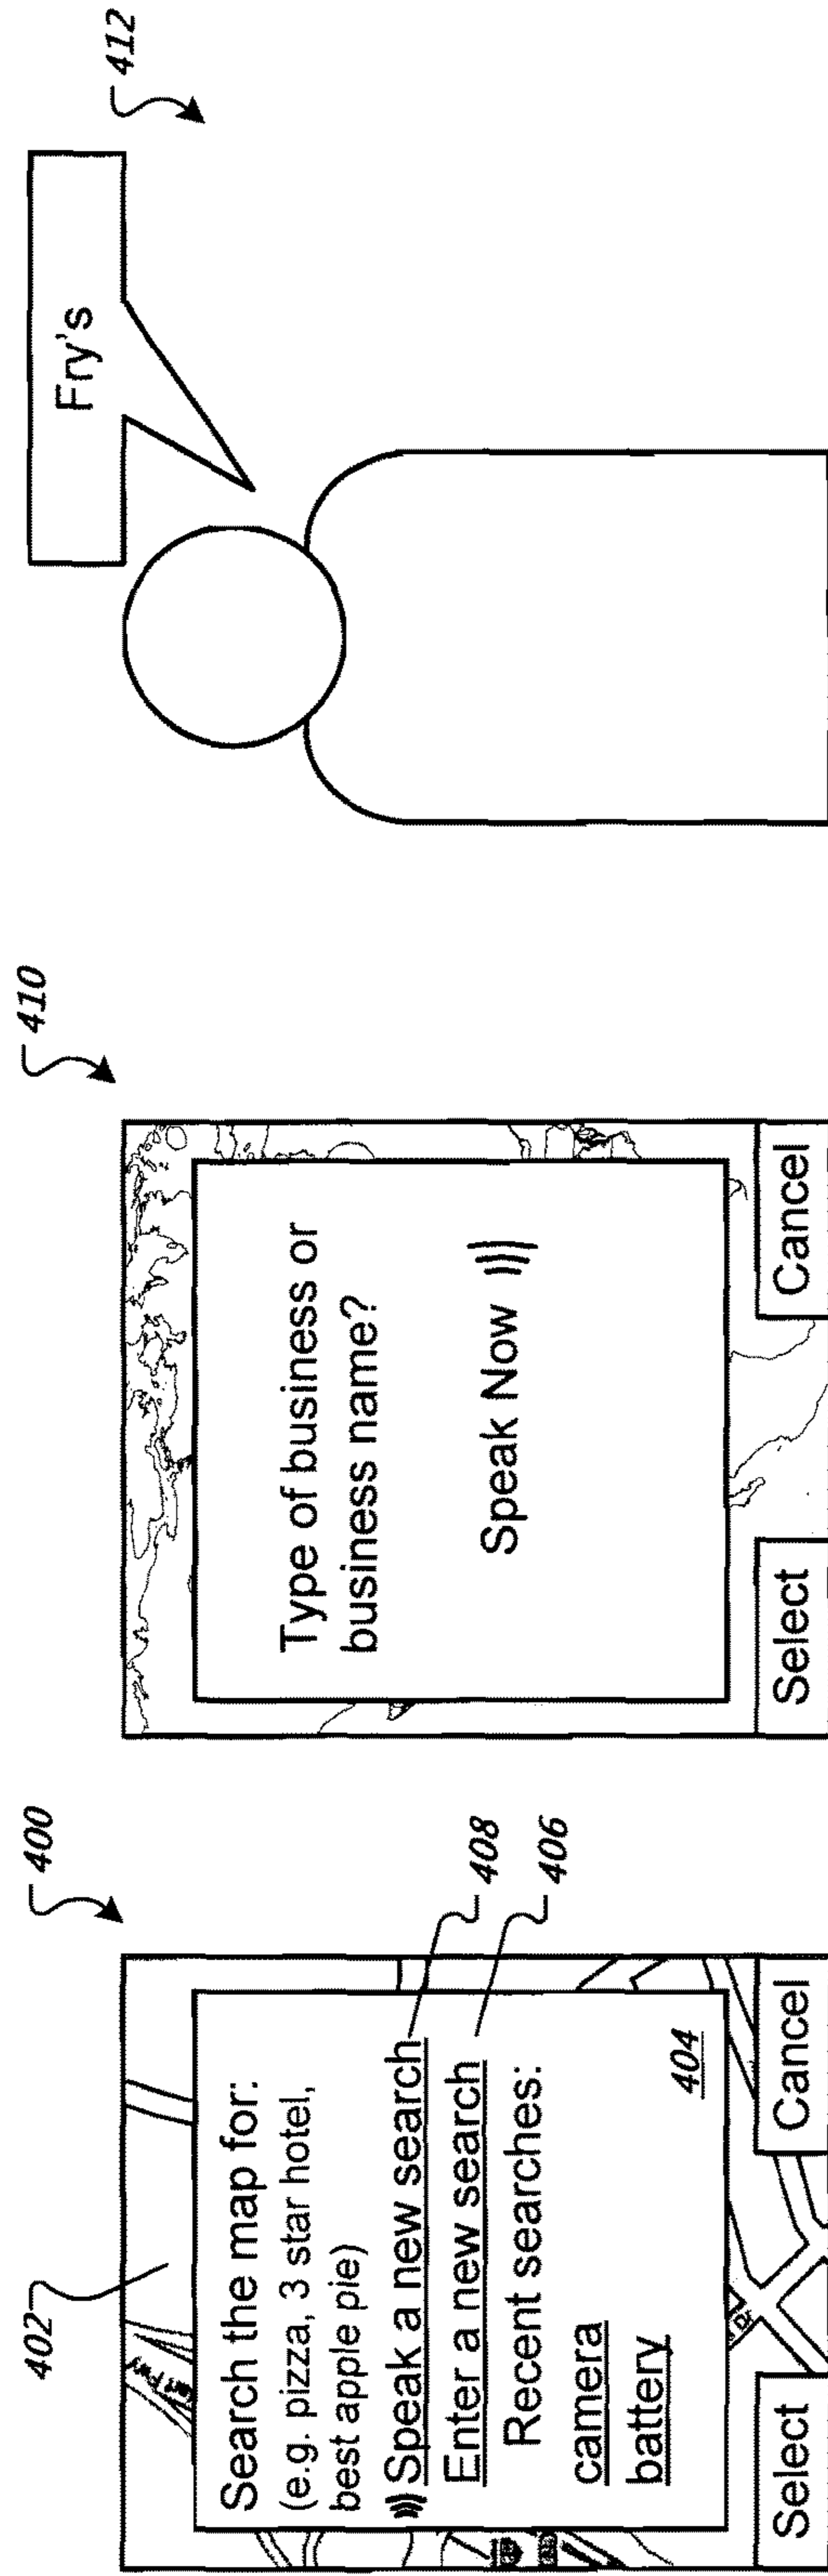 400
402
Search the map for:
(e.g. pizza, 3 star hotel,
best apple pie)
Speak a new search
408
Enter a new search
406
Recent searches:
camera
battery
404
Select
Cancel
410
Type of business or
business name?
Speak Now
Select
Cancel
412
Fry's